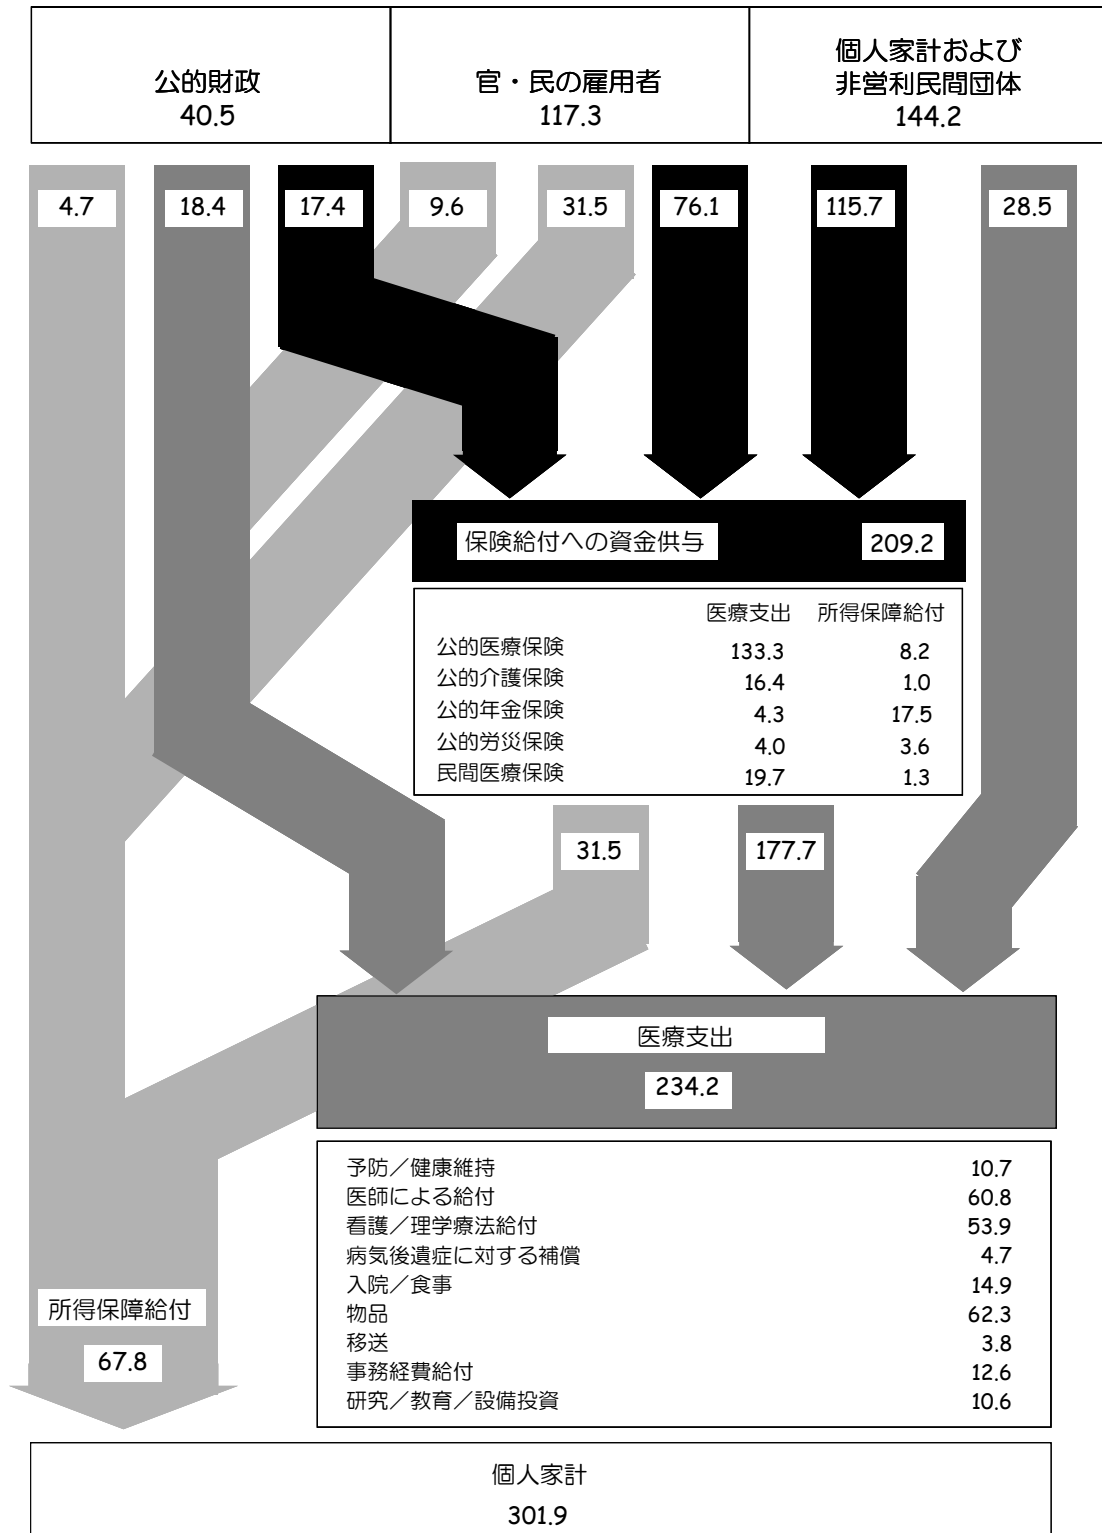 公的財政
40.5
官・民の雇用者
117.3
個人家計および
非営利民間団体
144.2
4.7 18.4 17.4 9.6 31.5 76.1 115.7 28.5
保険給付への資金供与 209.2
医療支出 所得保障給付
公的医療保険 133.3 8.2
公的介護保険 16.4 1.0
公的年金保険 4.3 17.5
公的労災保険 4.0 3.6
民間医療保険 19.7 1.3
31.5 177.7
医療支出
234.2
予防／健康維持 10.7
医師による給付 60.8
看護／理学療法給付 53.9
病気後遺症に対する補償 4.7
入院／食事 14.9
物品 62.3
移送 3.8
事務経費給付 12.6
研究／教育／設備投資 10.6
所得保障給付
67.8
個人家計
301.9